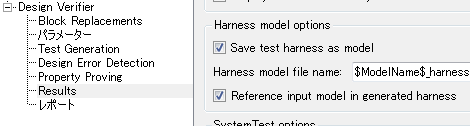 Design Verifier
Block Replacements
パラメーター
Test Generation
Design Error Detection
Property Proving
Results
レポート
Harness model options
Save test harness as model
Harness model file name: $ModelName$_harness
Reference input model in generated harness
SystemTest options